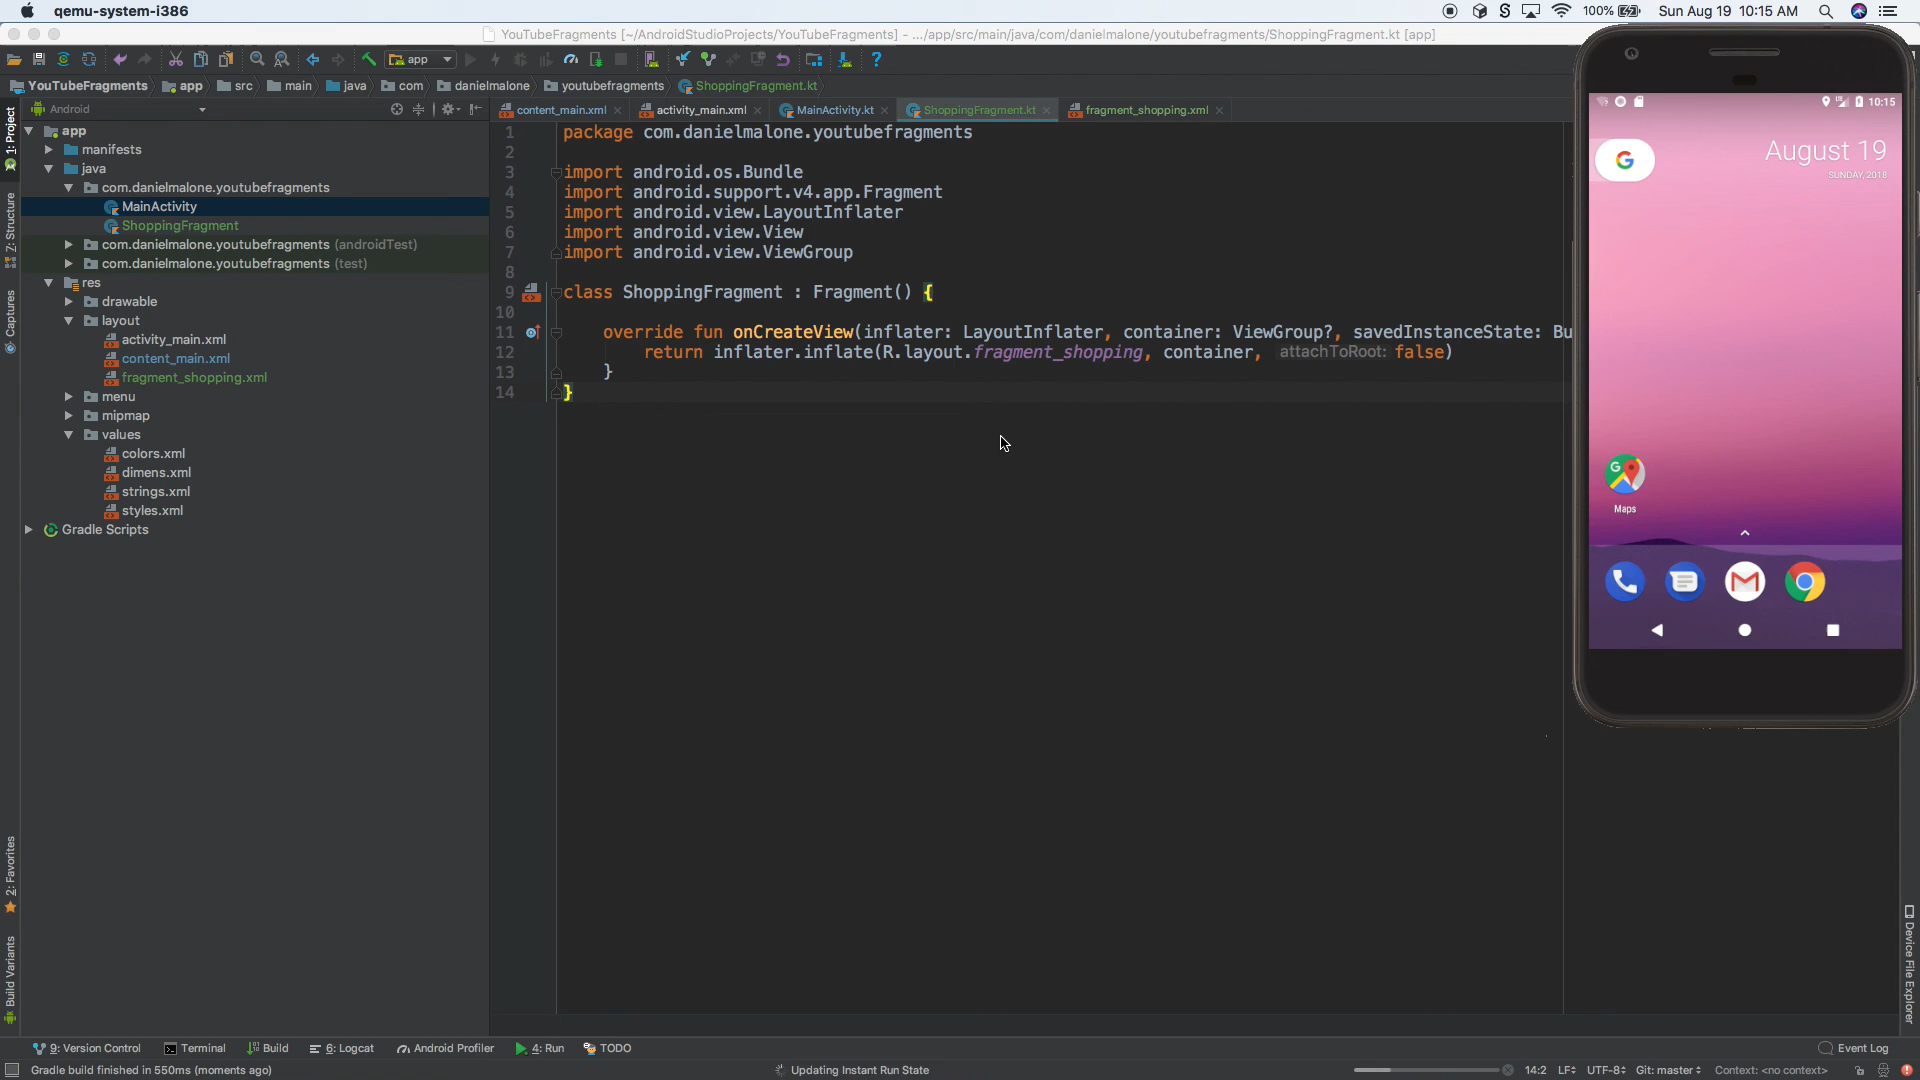 qemu-system-i386
100%
Sun Aug 19 10:15 AM
YouTubeFragments [~/AndroidStudioProjects/YouTubeFragments] - .../app/src/main/java/com/danielmalone/youtubefragments/ShoppingFragment.kt [app]
app
YouTubeFragments app src main java com danielmalone youtubefragments ShoppingFragment.kt
Android
content_main.xml activity_main.xml MainActivity.kt ShoppingFragment.kt fragment_shopping.xml
1: Project
Z: Structure
Captures
2: Favorites
Build Variants
app
manifests
java
com.danielmalone.youtubefragments
MainActivity
ShoppingFragment
com.danielmalone.youtubefragments (androidTest)
com.danielmalone.youtubefragments (test)
res
drawable
layout
activity_main.xml
content_main.xml
fragment_shopping.xml
menu
mipmap
values
colors.xml
dimens.xml
strings.xml
styles.xml
Gradle Scripts
1 package com.danielmalone.youtubefragments
2
3 import android.os.Bundle
4 import android.support.v4.app.Fragment
5 import android.view.LayoutInflater
6 import android.view.View
7 import android.view.ViewGroup
8
9 class ShoppingFragment : Fragment() {
10
11 override fun onCreateView(inflater: LayoutInflater, container: ViewGroup?, savedInstanceState: Bu
12 return inflater.inflate(R.layout.fragment_shopping, container, attachToRoot: false)
13 }
14 }
10:15
G
August 19
SUNDAY, 2018
Maps
Device File Explorer
9: Version Control Terminal Build 6: Logcat Android Profiler 4: Run TODO Event Log
Gradle build finished in 550ms (moments ago) Updating Instant Run State 14:2 LF UTF-8 Git: master Context: <no context>